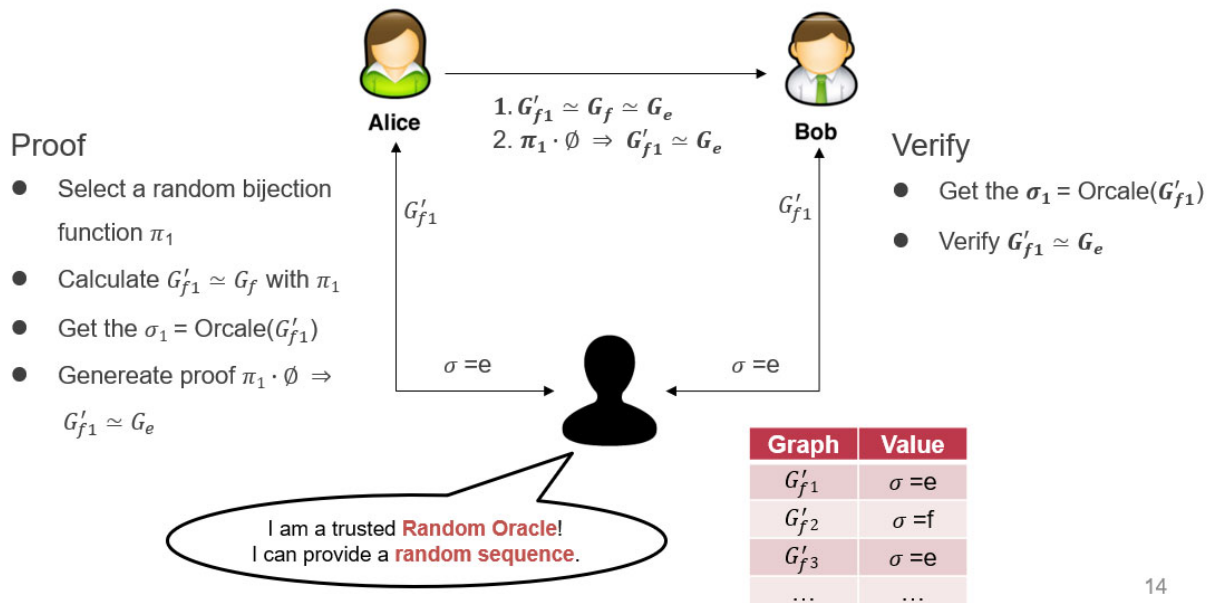 Alice
Bob
1. G′f1 ≃ Gf ≃ Ge
2. π1 · ∅ ⇒ G′f1 ≃ Ge
Proof
● Select a random bijection
function π1
● Calculate G′f1 ≃ Gf with π1
● Get the σ1 = Orcale(G′f1)
● Genereate proof π1 · ∅ ⇒
G′f1 ≃ Ge
G′f1
G′f1
σ =e
σ =e
Verify
● Get the σ1 = Orcale(G′f1)
● Verify G′f1 ≃ Ge
I am a trusted Random Oracle!
I can provide a random sequence.
Graph Value
G′f1 σ =e
G′f2 σ =f
G′f3 σ =e
... ...
14